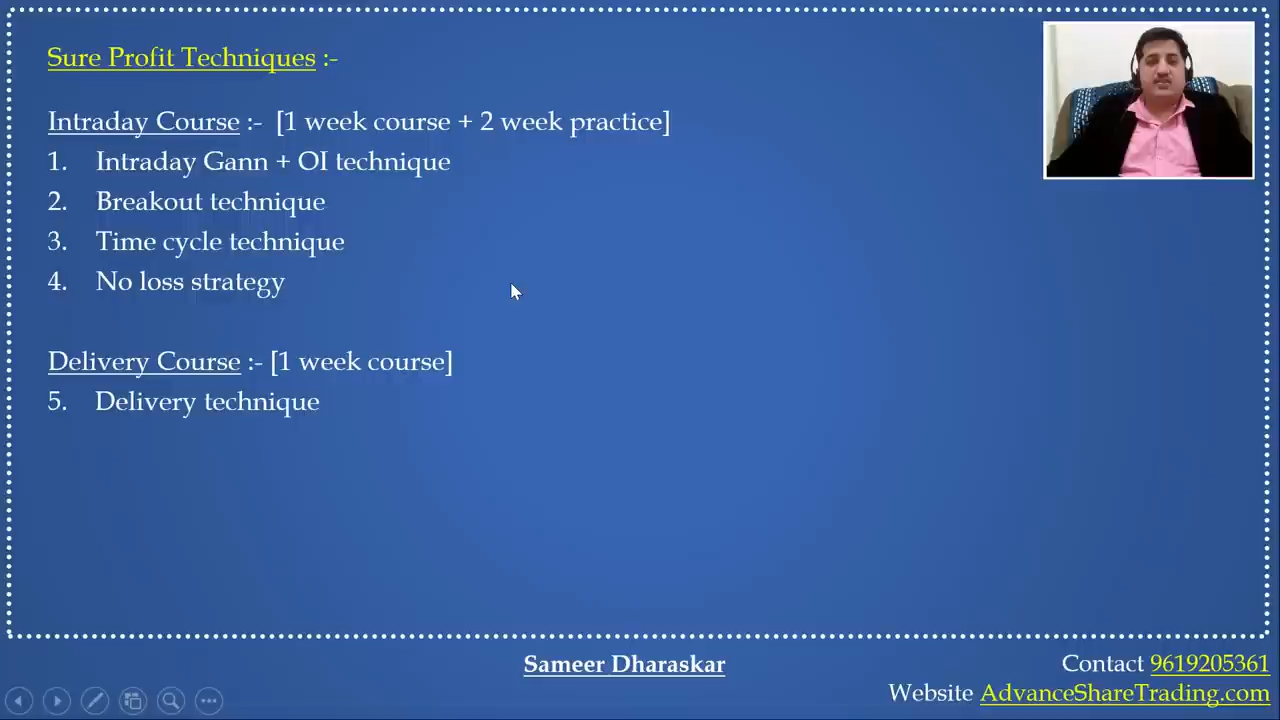 Sure Profit Techniques :-
Intraday Course :- [1 week course + 2 week practice]
1. Intraday Gann + OI technique
2. Breakout technique
3. Time cycle technique
4. No loss strategy
Delivery Course :- [1 week course]
5. Delivery technique
Sameer Dharaskar
Contact 9619205361
Website AdvanceShareTrading.com